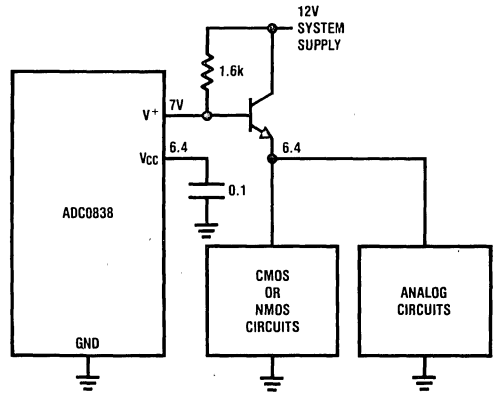 12V
SYSTEM
SUPPLY
1.6k
V+
7V
VCC
6.4
6.4
0.1
ADC0838
GND
CMOS
OR
NMOS
CIRCUITS
ANALOG
CIRCUITS